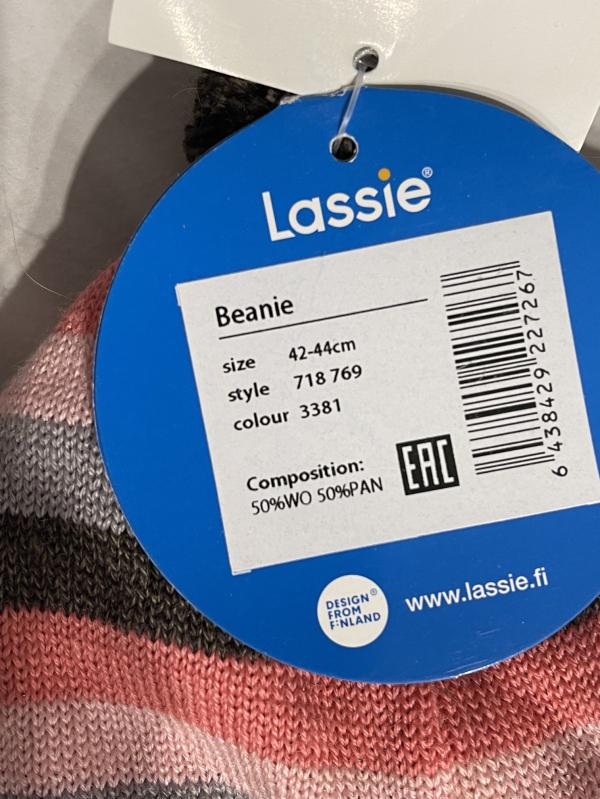 Lassie®
Beanie
size 42-44cm
style 718 769
colour 3381
Composition:
50%WO 50%PAN
EAC
6 438429 227267
DESIGN®
FROM
F:NLAND
www.lassie.fi